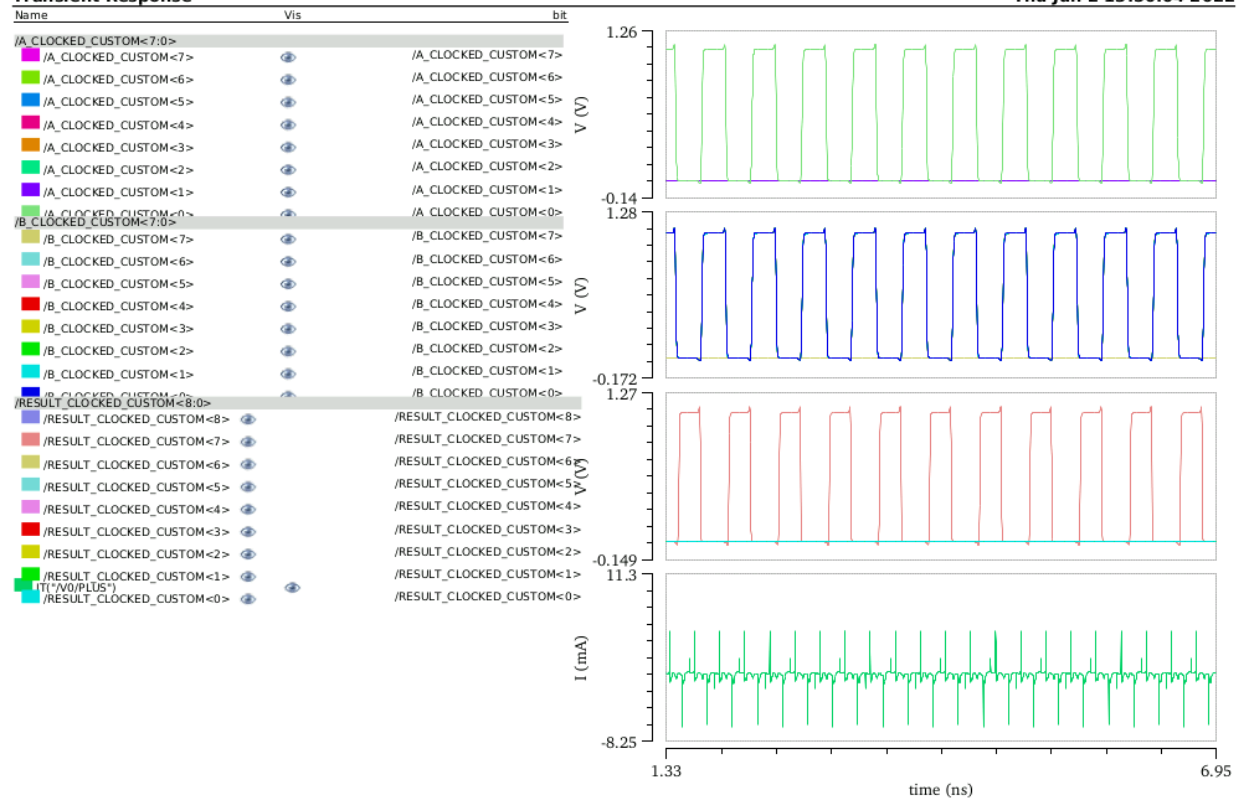 Transient Response
Name Vis bit
/A_CLOCKED_CUSTOM<7:0>
/A_CLOCKED_CUSTOM<7> /A_CLOCKED_CUSTOM<7>
/A_CLOCKED_CUSTOM<6> /A_CLOCKED_CUSTOM<6>
/A_CLOCKED_CUSTOM<5> /A_CLOCKED_CUSTOM<5>
/A_CLOCKED_CUSTOM<4> /A_CLOCKED_CUSTOM<4>
/A_CLOCKED_CUSTOM<3> /A_CLOCKED_CUSTOM<3>
/A_CLOCKED_CUSTOM<2> /A_CLOCKED_CUSTOM<2>
/A_CLOCKED_CUSTOM<1> /A_CLOCKED_CUSTOM<1>
/A_CLOCKED_CUSTOM<0> /A_CLOCKED_CUSTOM<0>
/B_CLOCKED_CUSTOM<7:0>
/B_CLOCKED_CUSTOM<7> /B_CLOCKED_CUSTOM<7>
/B_CLOCKED_CUSTOM<6> /B_CLOCKED_CUSTOM<6>
/B_CLOCKED_CUSTOM<5> /B_CLOCKED_CUSTOM<5>
/B_CLOCKED_CUSTOM<4> /B_CLOCKED_CUSTOM<4>
/B_CLOCKED_CUSTOM<3> /B_CLOCKED_CUSTOM<3>
/B_CLOCKED_CUSTOM<2> /B_CLOCKED_CUSTOM<2>
/B_CLOCKED_CUSTOM<1> /B_CLOCKED_CUSTOM<1>
/B_CLOCKED_CUSTOM<0> /B_CLOCKED_CUSTOM<0>
/RESULT_CLOCKED_CUSTOM<8:0>
/RESULT_CLOCKED_CUSTOM<8> /RESULT_CLOCKED_CUSTOM<8>
/RESULT_CLOCKED_CUSTOM<7> /RESULT_CLOCKED_CUSTOM<7>
/RESULT_CLOCKED_CUSTOM<6> /RESULT_CLOCKED_CUSTOM<6>
/RESULT_CLOCKED_CUSTOM<5> /RESULT_CLOCKED_CUSTOM<5>
/RESULT_CLOCKED_CUSTOM<4> /RESULT_CLOCKED_CUSTOM<4>
/RESULT_CLOCKED_CUSTOM<3> /RESULT_CLOCKED_CUSTOM<3>
/RESULT_CLOCKED_CUSTOM<2> /RESULT_CLOCKED_CUSTOM<2>
/RESULT_CLOCKED_CUSTOM<1> /RESULT_CLOCKED_CUSTOM<1>
IT("/V0/PLUS")
/RESULT_CLOCKED_CUSTOM<0> /RESULT_CLOCKED_CUSTOM<0>
1.26
V (V)
-0.14
1.28
V (V)
-0.172
1.27
V (V)
-0.149
11.3
I (mA)
-8.25
1.33 6.95
time (ns)